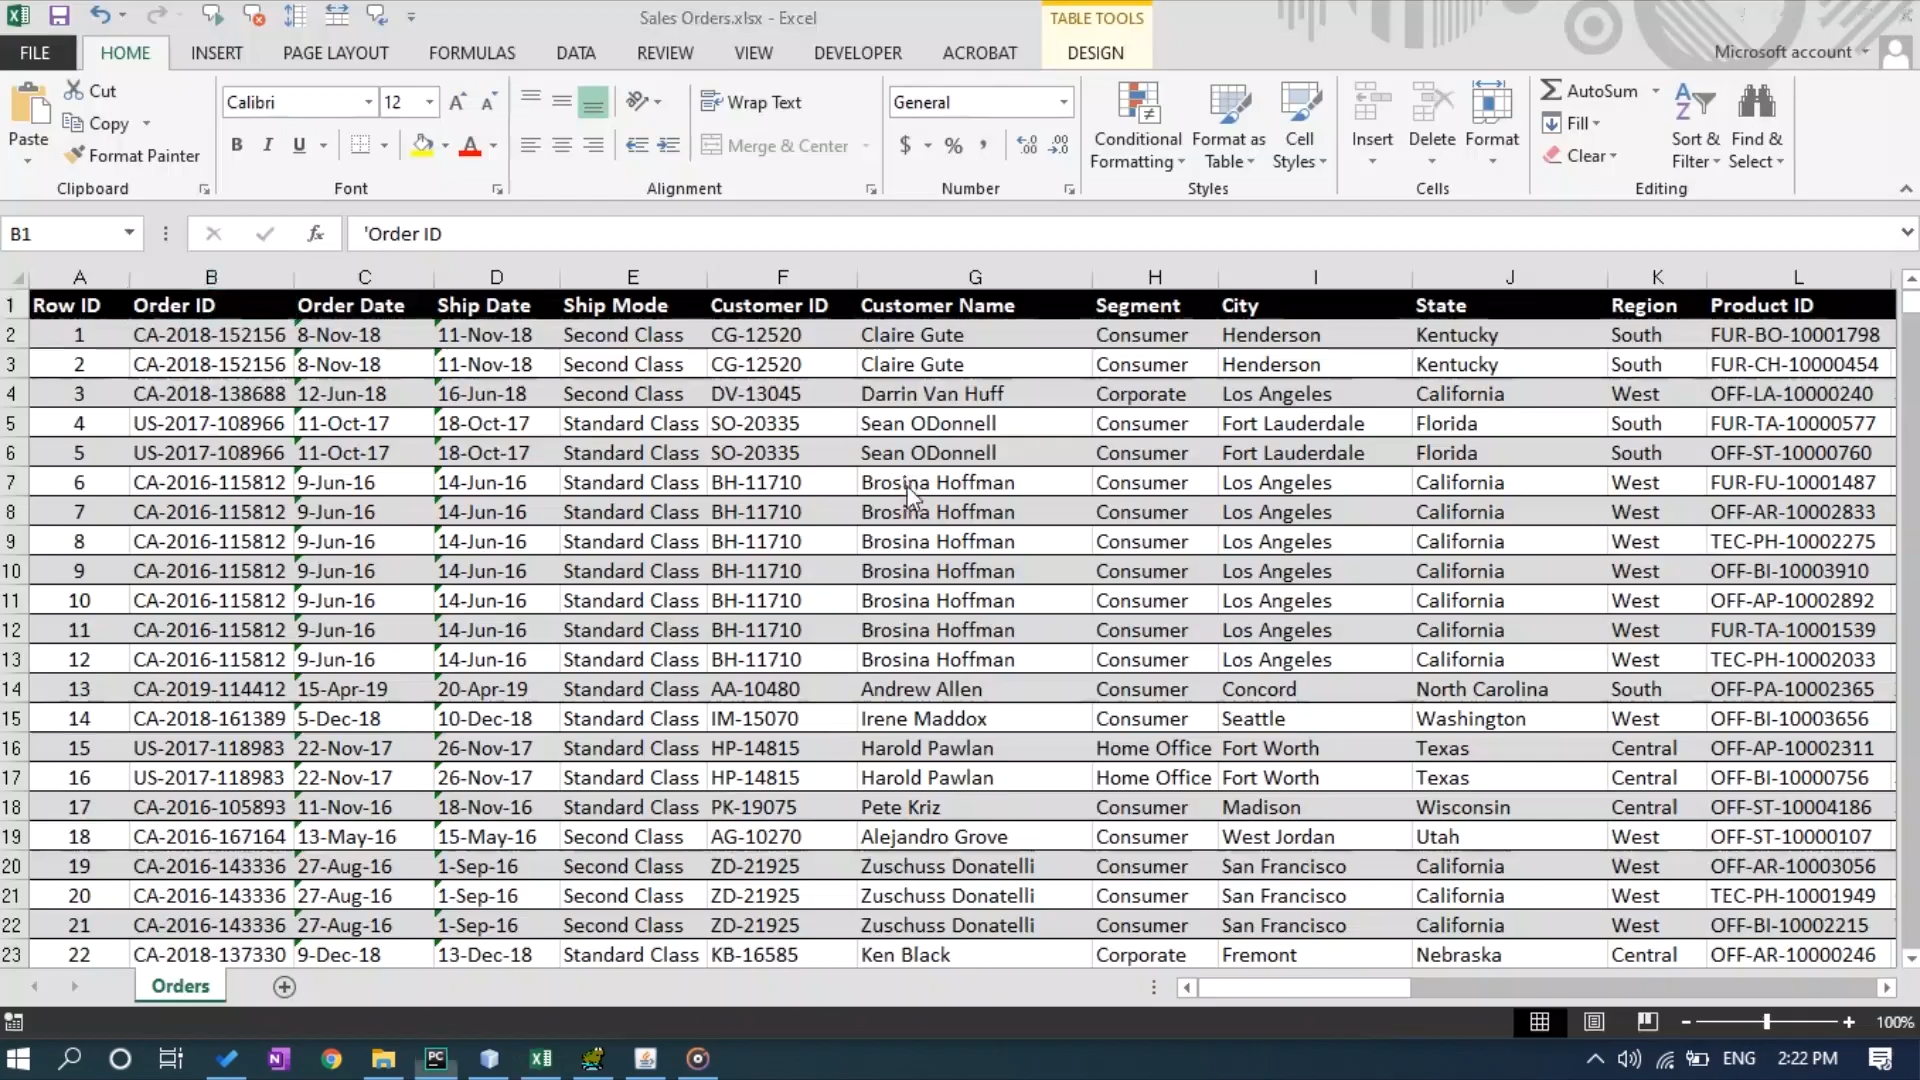 Sales Orders.xlsx - Excel
TABLE TOOLS
FILE HOME INSERT PAGE LAYOUT FORMULAS DATA REVIEW VIEW DEVELOPER ACROBAT DESIGN Microsoft account
Paste
Cut
Copy
Format Painter
Clipboard
Calibri 12
B I U
Font
Wrap Text
Merge & Center
Alignment
General
$ % ,
Number
Conditional Formatting
Format as Table
Cell Styles
Styles
Insert Delete Format
Cells
AutoSum
Fill
Clear
Sort & Filter
Find & Select
Editing
B1 fx 'Order ID
A B C D E F G H I J K L
1 Row ID Order ID Order Date Ship Date Ship Mode Customer ID Customer Name Segment City State Region Product ID
2 1 CA-2018-152156 8-Nov-18 11-Nov-18 Second Class CG-12520 Claire Gute Consumer Henderson Kentucky South FUR-BO-10001798
3 2 CA-2018-152156 8-Nov-18 11-Nov-18 Second Class CG-12520 Claire Gute Consumer Henderson Kentucky South FUR-CH-10000454
4 3 CA-2018-138688 12-Jun-18 16-Jun-18 Second Class DV-13045 Darrin Van Huff Corporate Los Angeles California West OFF-LA-10000240
5 4 US-2017-108966 11-Oct-17 18-Oct-17 Standard Class SO-20335 Sean ODonnell Consumer Fort Lauderdale Florida South FUR-TA-10000577
6 5 US-2017-108966 11-Oct-17 18-Oct-17 Standard Class SO-20335 Sean ODonnell Consumer Fort Lauderdale Florida South OFF-ST-10000760
7 6 CA-2016-115812 9-Jun-16 14-Jun-16 Standard Class BH-11710 Brosina Hoffman Consumer Los Angeles California West FUR-FU-10001487
8 7 CA-2016-115812 9-Jun-16 14-Jun-16 Standard Class BH-11710 Brosina Hoffman Consumer Los Angeles California West OFF-AR-10002833
9 8 CA-2016-115812 9-Jun-16 14-Jun-16 Standard Class BH-11710 Brosina Hoffman Consumer Los Angeles California West TEC-PH-10002275
10 9 CA-2016-115812 9-Jun-16 14-Jun-16 Standard Class BH-11710 Brosina Hoffman Consumer Los Angeles California West OFF-BI-10003910
11 10 CA-2016-115812 9-Jun-16 14-Jun-16 Standard Class BH-11710 Brosina Hoffman Consumer Los Angeles California West OFF-AP-10002892
12 11 CA-2016-115812 9-Jun-16 14-Jun-16 Standard Class BH-11710 Brosina Hoffman Consumer Los Angeles California West FUR-TA-10001539
13 12 CA-2016-115812 9-Jun-16 14-Jun-16 Standard Class BH-11710 Brosina Hoffman Consumer Los Angeles California West TEC-PH-10002033
14 13 CA-2019-114412 15-Apr-19 20-Apr-19 Standard Class AA-10480 Andrew Allen Consumer Concord North Carolina South OFF-PA-10002365
15 14 CA-2018-161389 5-Dec-18 10-Dec-18 Standard Class IM-15070 Irene Maddox Consumer Seattle Washington West OFF-BI-10003656
16 15 US-2017-118983 22-Nov-17 26-Nov-17 Standard Class HP-14815 Harold Pawlan Home Office Fort Worth Texas Central OFF-AP-10002311
17 16 US-2017-118983 22-Nov-17 26-Nov-17 Standard Class HP-14815 Harold Pawlan Home Office Fort Worth Texas Central OFF-BI-10000756
18 17 CA-2016-105893 11-Nov-16 18-Nov-16 Standard Class PK-19075 Pete Kriz Consumer Madison Wisconsin Central OFF-ST-10004186
19 18 CA-2016-167164 13-May-16 15-May-16 Second Class AG-10270 Alejandro Grove Consumer West Jordan Utah West OFF-ST-10000107
20 19 CA-2016-143336 27-Aug-16 1-Sep-16 Second Class ZD-21925 Zuschuss Donatelli Consumer San Francisco California West OFF-AR-10003056
21 20 CA-2016-143336 27-Aug-16 1-Sep-16 Second Class ZD-21925 Zuschuss Donatelli Consumer San Francisco California West TEC-PH-10001949
22 21 CA-2016-143336 27-Aug-16 1-Sep-16 Second Class ZD-21925 Zuschuss Donatelli Consumer San Francisco California West OFF-BI-10002215
23 22 CA-2018-137330 9-Dec-18 13-Dec-18 Standard Class KB-16585 Ken Black Corporate Fremont Nebraska Central OFF-AR-10000246
Orders
100%
ENG 2:22 PM